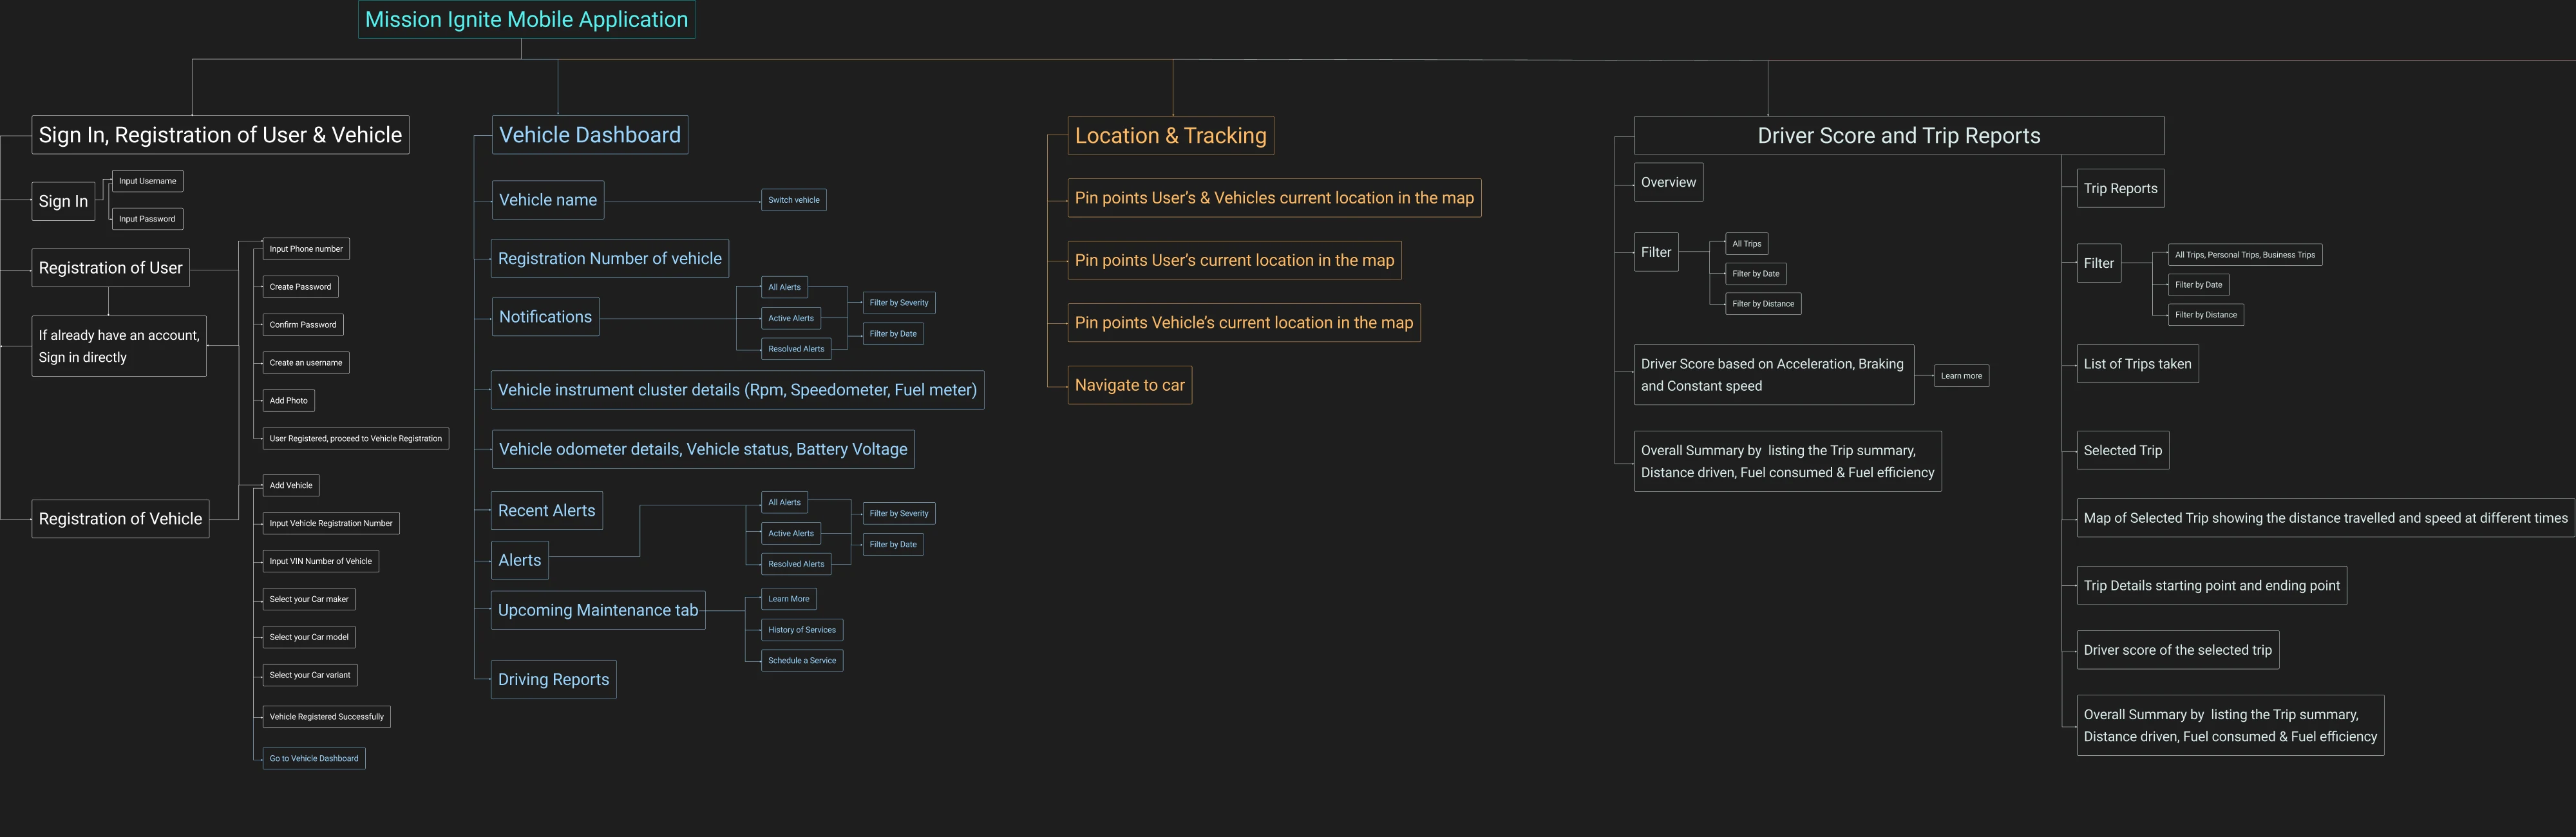 Mission Ignite Mobile Application
Sign In, Registration of User & Vehicle
Sign In
Input Username
Input Password
Registration of User
Input Phone number
Create Password
Confirm Password
Create an username
Add Photo
User Registered, proceed to Vehicle Registration
If already have an account,
Sign in directly
Registration of Vehicle
Add Vehicle
Input Vehicle Registration Number
Input VIN Number of Vehicle
Select your Car maker
Select your Car model
Select your Car variant
Vehicle Registered Successfully
Go to Vehicle Dashboard
Vehicle Dashboard
Vehicle name
Switch vehicle
Registration Number of vehicle
Notifications
All Alerts
Active Alerts
Resolved Alerts
Filter by Severity
Filter by Date
Vehicle instrument cluster details (Rpm, Speedometer, Fuel meter)
Vehicle odometer details, Vehicle status, Battery Voltage
Recent Alerts
Alerts
All Alerts
Active Alerts
Resolved Alerts
Filter by Severity
Filter by Date
Upcoming Maintenance tab
Learn More
History of Services
Schedule a Service
Driving Reports
Location & Tracking
Pin points User’s & Vehicles current location in the map
Pin points User’s current location in the map
Pin points Vehicle’s current location in the map
Navigate to car
Driver Score and Trip Reports
Overview
Filter
All Trips
Filter by Date
Filter by Distance
Driver Score based on Acceleration, Braking
and Constant speed
Learn more
Overall Summary by  listing the Trip summary,
Distance driven, Fuel consumed & Fuel efficiency
Trip Reports
Filter
All Trips, Personal Trips, Business Trips
Filter by Date
Filter by Distance
List of Trips taken
Selected Trip
Map of Selected Trip showing the distance travelled and speed at different times
Trip Details starting point and ending point
Driver score of the selected trip
Overall Summary by  listing the Trip summary,
Distance driven, Fuel consumed & Fuel efficiency